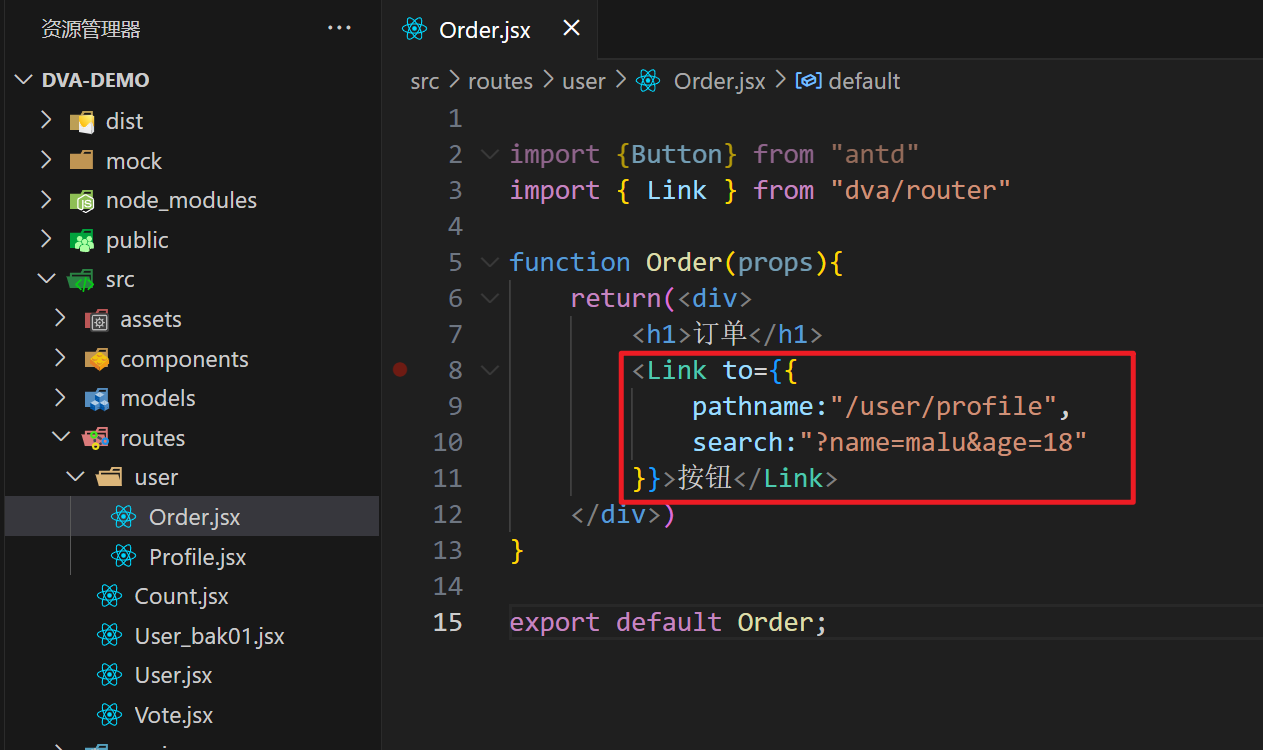 资源管理器 ···
DVA-DEMO
dist
mock
node_modules
public
src
assets
components
models
routes
user
Order.jsx
Profile.jsx
Count.jsx
User_bak01.jsx
User.jsx
Vote.jsx
Order.jsx
src > routes > user > Order.jsx > default
1
2 import {Button} from "antd"
3 import { Link } from "dva/router"
4
5 function Order(props){
6 return(<div>
7 <h1>订单</h1>
8 <Link to={{
9 pathname:"/user/profile",
10 search:"?name=malu&age=18"
11 }}>按钮</Link>
12 </div>)
13 }
14
15 export default Order;